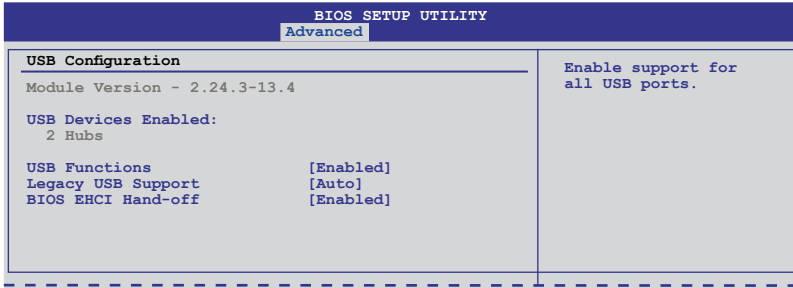 BIOS SETUP UTILITY
Advanced
USB Configuration
Module Version - 2.24.3-13.4
USB Devices Enabled:
2 Hubs
USB Functions [Enabled]
Legacy USB Support [Auto]
BIOS EHCI Hand-off [Enabled]
Enable support for
all USB ports.